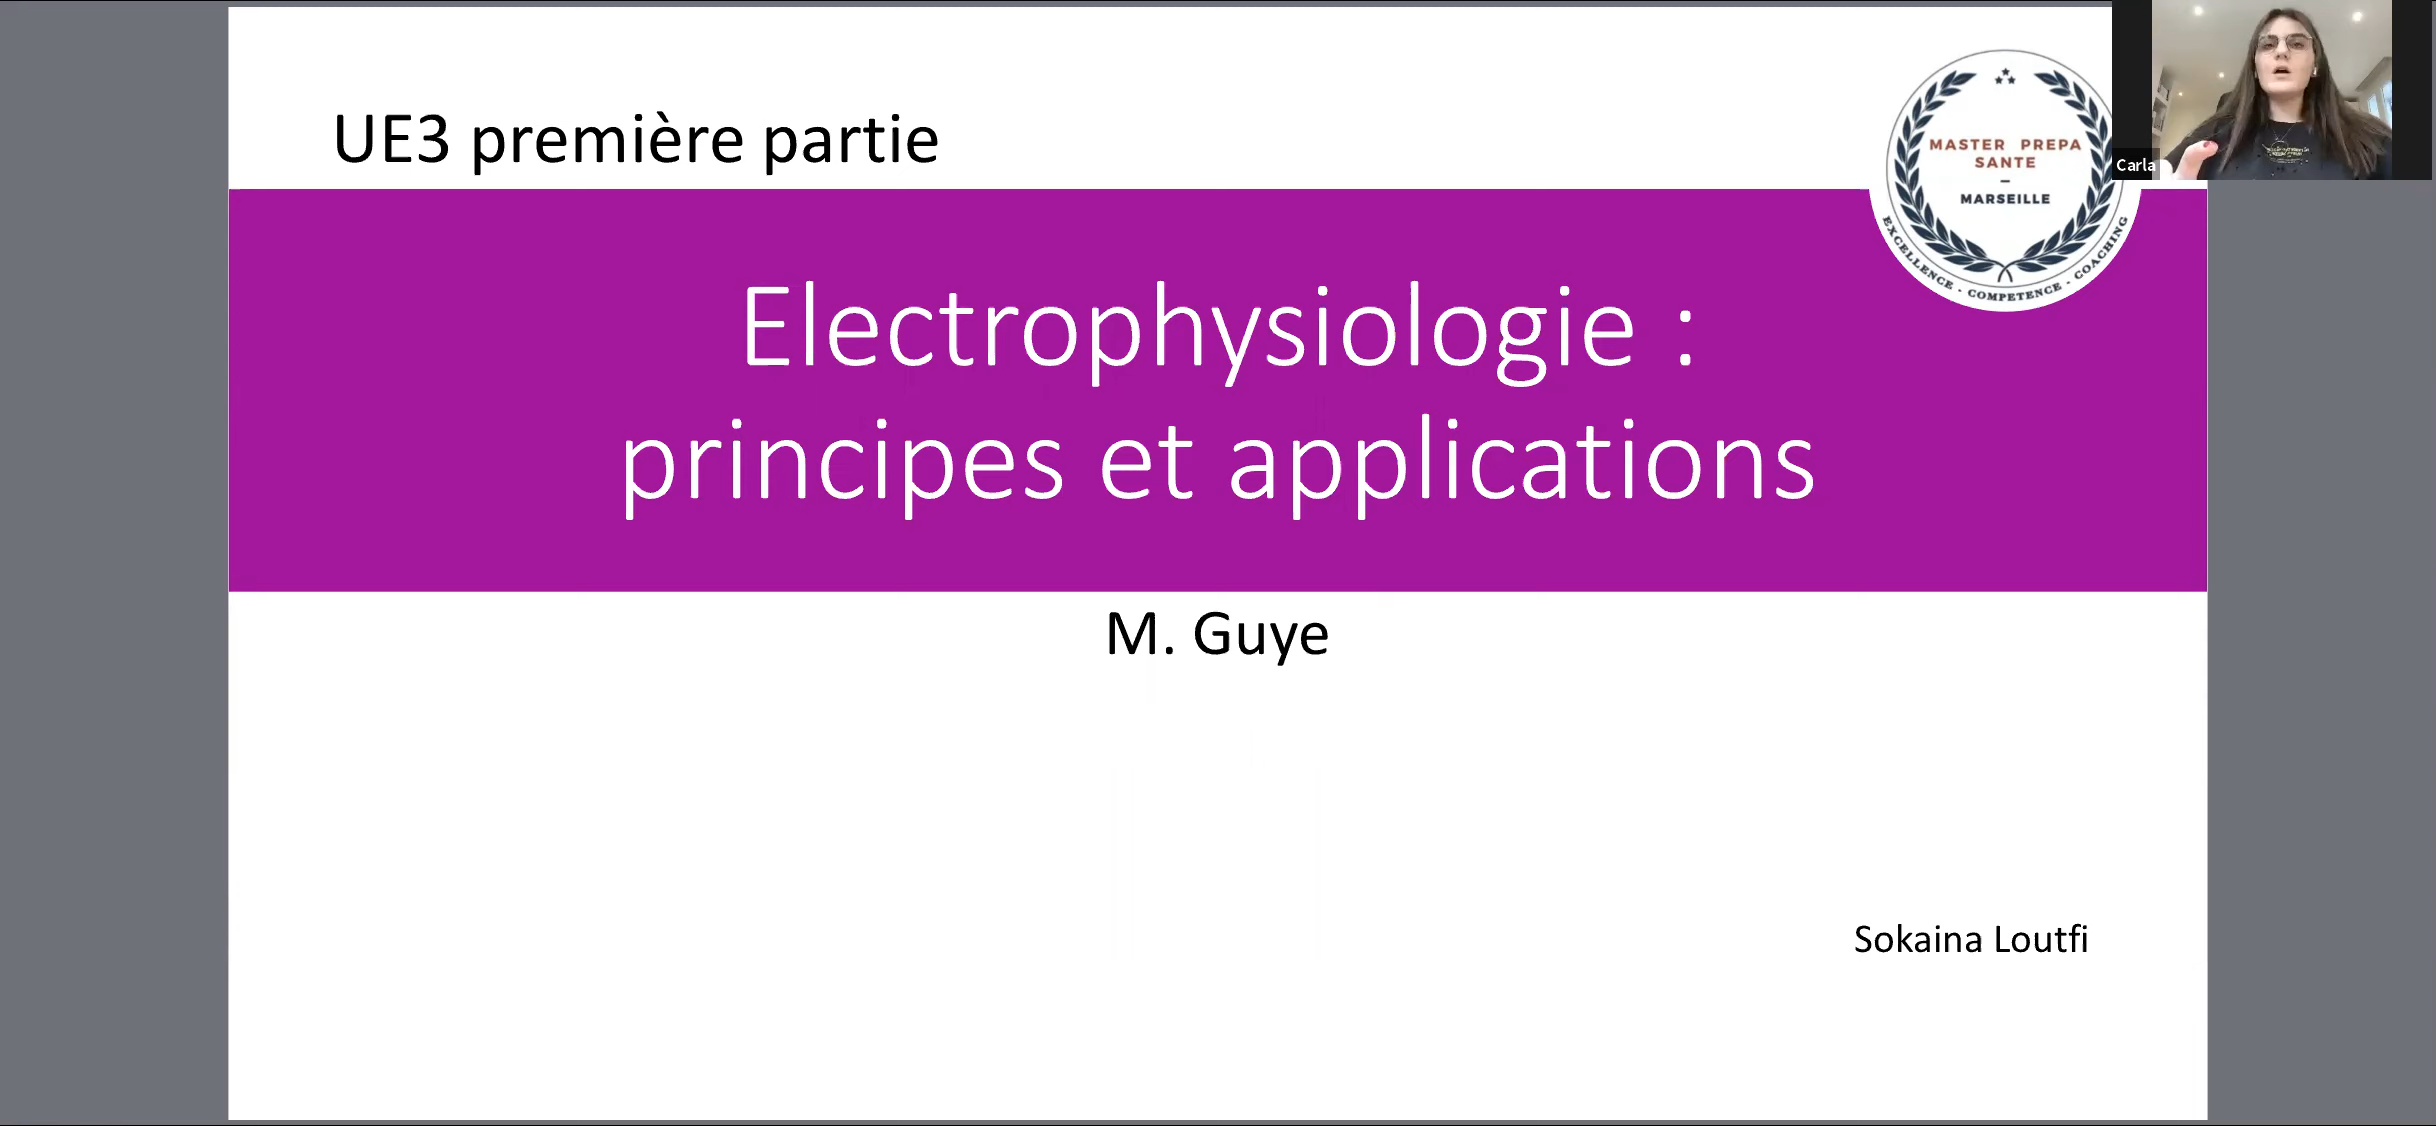 UE3 première partie
MASTER PREPA
SANTE
–
MARSEILLE
EXCELLENCE - COMPETENCE - COACHING
Carla
Electrophysiologie :
principes et applications
M. Guye
Sokaina Loutfi